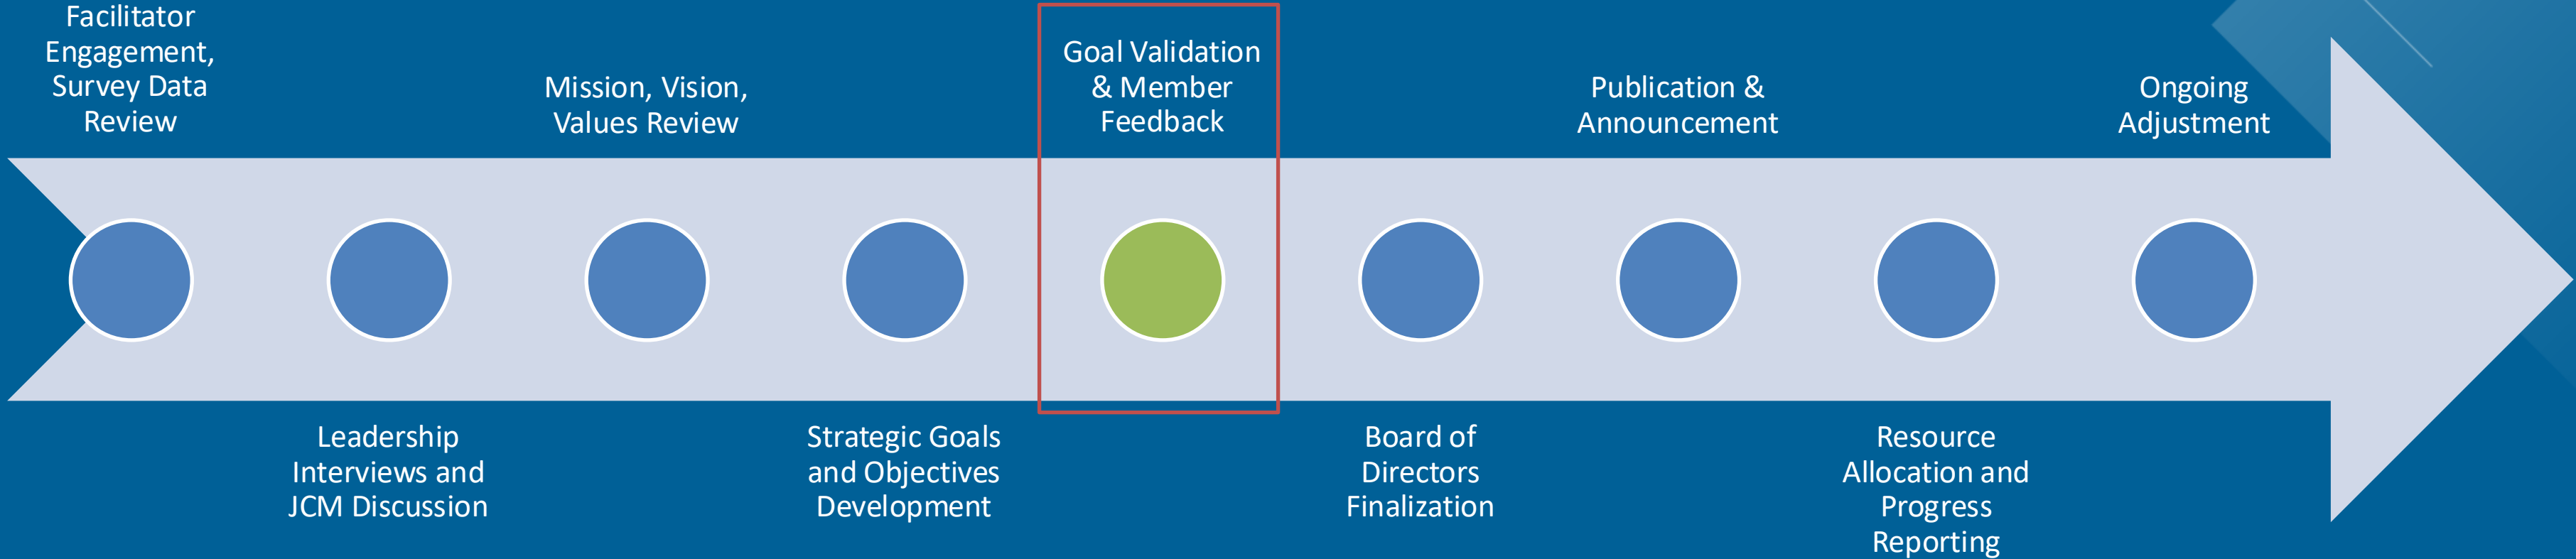 Facilitator
Engagement,
Survey Data
Review
Leadership
Interviews and
JCM Discussion
Mission, Vision,
Values Review
Strategic Goals
and Objectives
Development
Goal Validation
& Member
Feedback
Board of
Directors
Finalization
Publication &
Announcement
Resource
Allocation and
Progress
Reporting
Ongoing
Adjustment